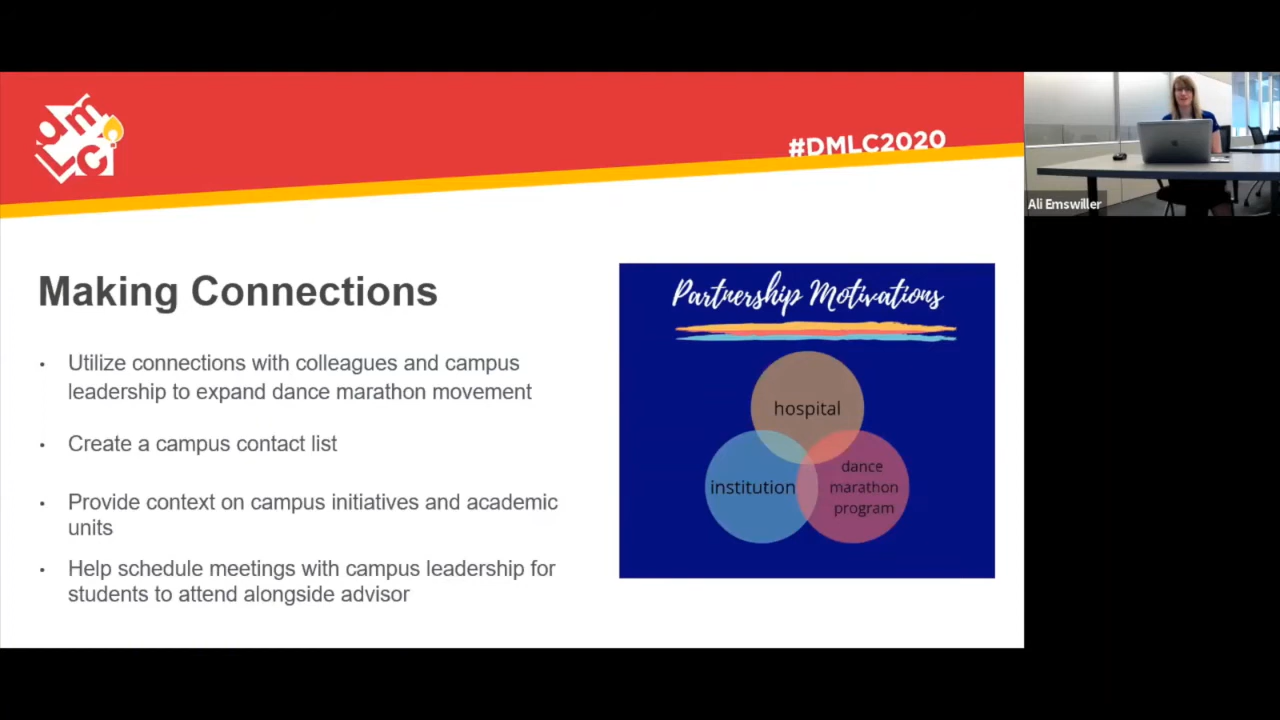 DMLC
#DMLC2020
Ali Emswiller
Making Connections
• Utilize connections with colleagues and campus
leadership to expand dance marathon movement
• Create a campus contact list
• Provide context on campus initiatives and academic
units
• Help schedule meetings with campus leadership for
students to attend alongside advisor
Partnership Motivations
hospital
institution
dance
marathon
program